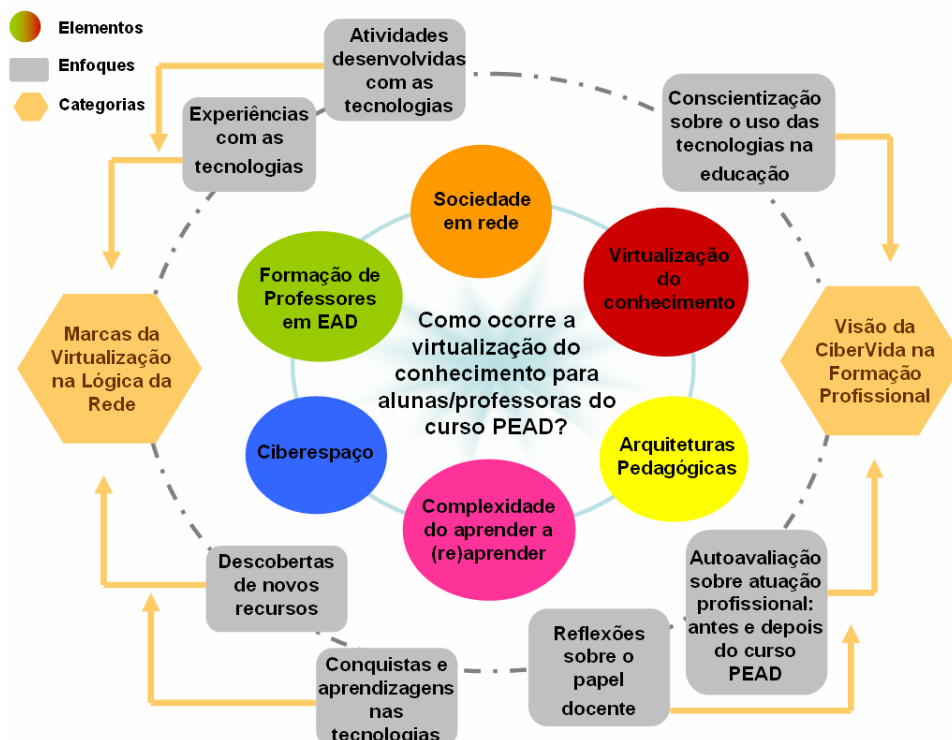 Elementos
Enfoques
Categorias
Atividades
desenvolvidas
com as
tecnologias
Experiências
com as
tecnologias
Conscientização
sobre o uso das
tecnologias na
educação
Sociedade
em rede
Formação de
Professores
em EAD
Virtualização
do
conhecimento
Marcas da
Virtualização
na Lógica da
Rede
Como ocorre a
virtualização do
conhecimento para
alunas/professoras do
curso PEAD?
Visão da
CiberVida na
Formação
Profissional
Ciberespaço
Arquiteturas
Pedagógicas
Complexidade
do aprender a
(re)aprender
Descobertas
de novos
recursos
Autoavaliação
sobre atuação
profissional:
antes e depois
do curso
PEAD
Reflexões
sobre o
papel
docente
Conquistas e
aprendizagens
nas
tecnologias